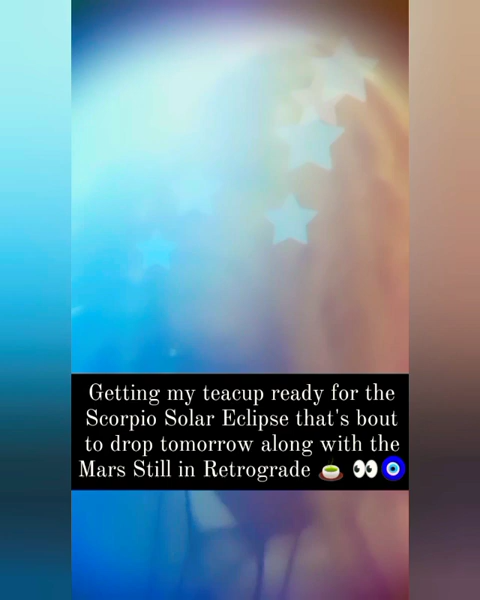 Getting my teacup ready for the
Scorpio Solar Eclipse that's bout
to drop tomorrow along with the
Mars Still in Retrograde 🍵 👀🧿